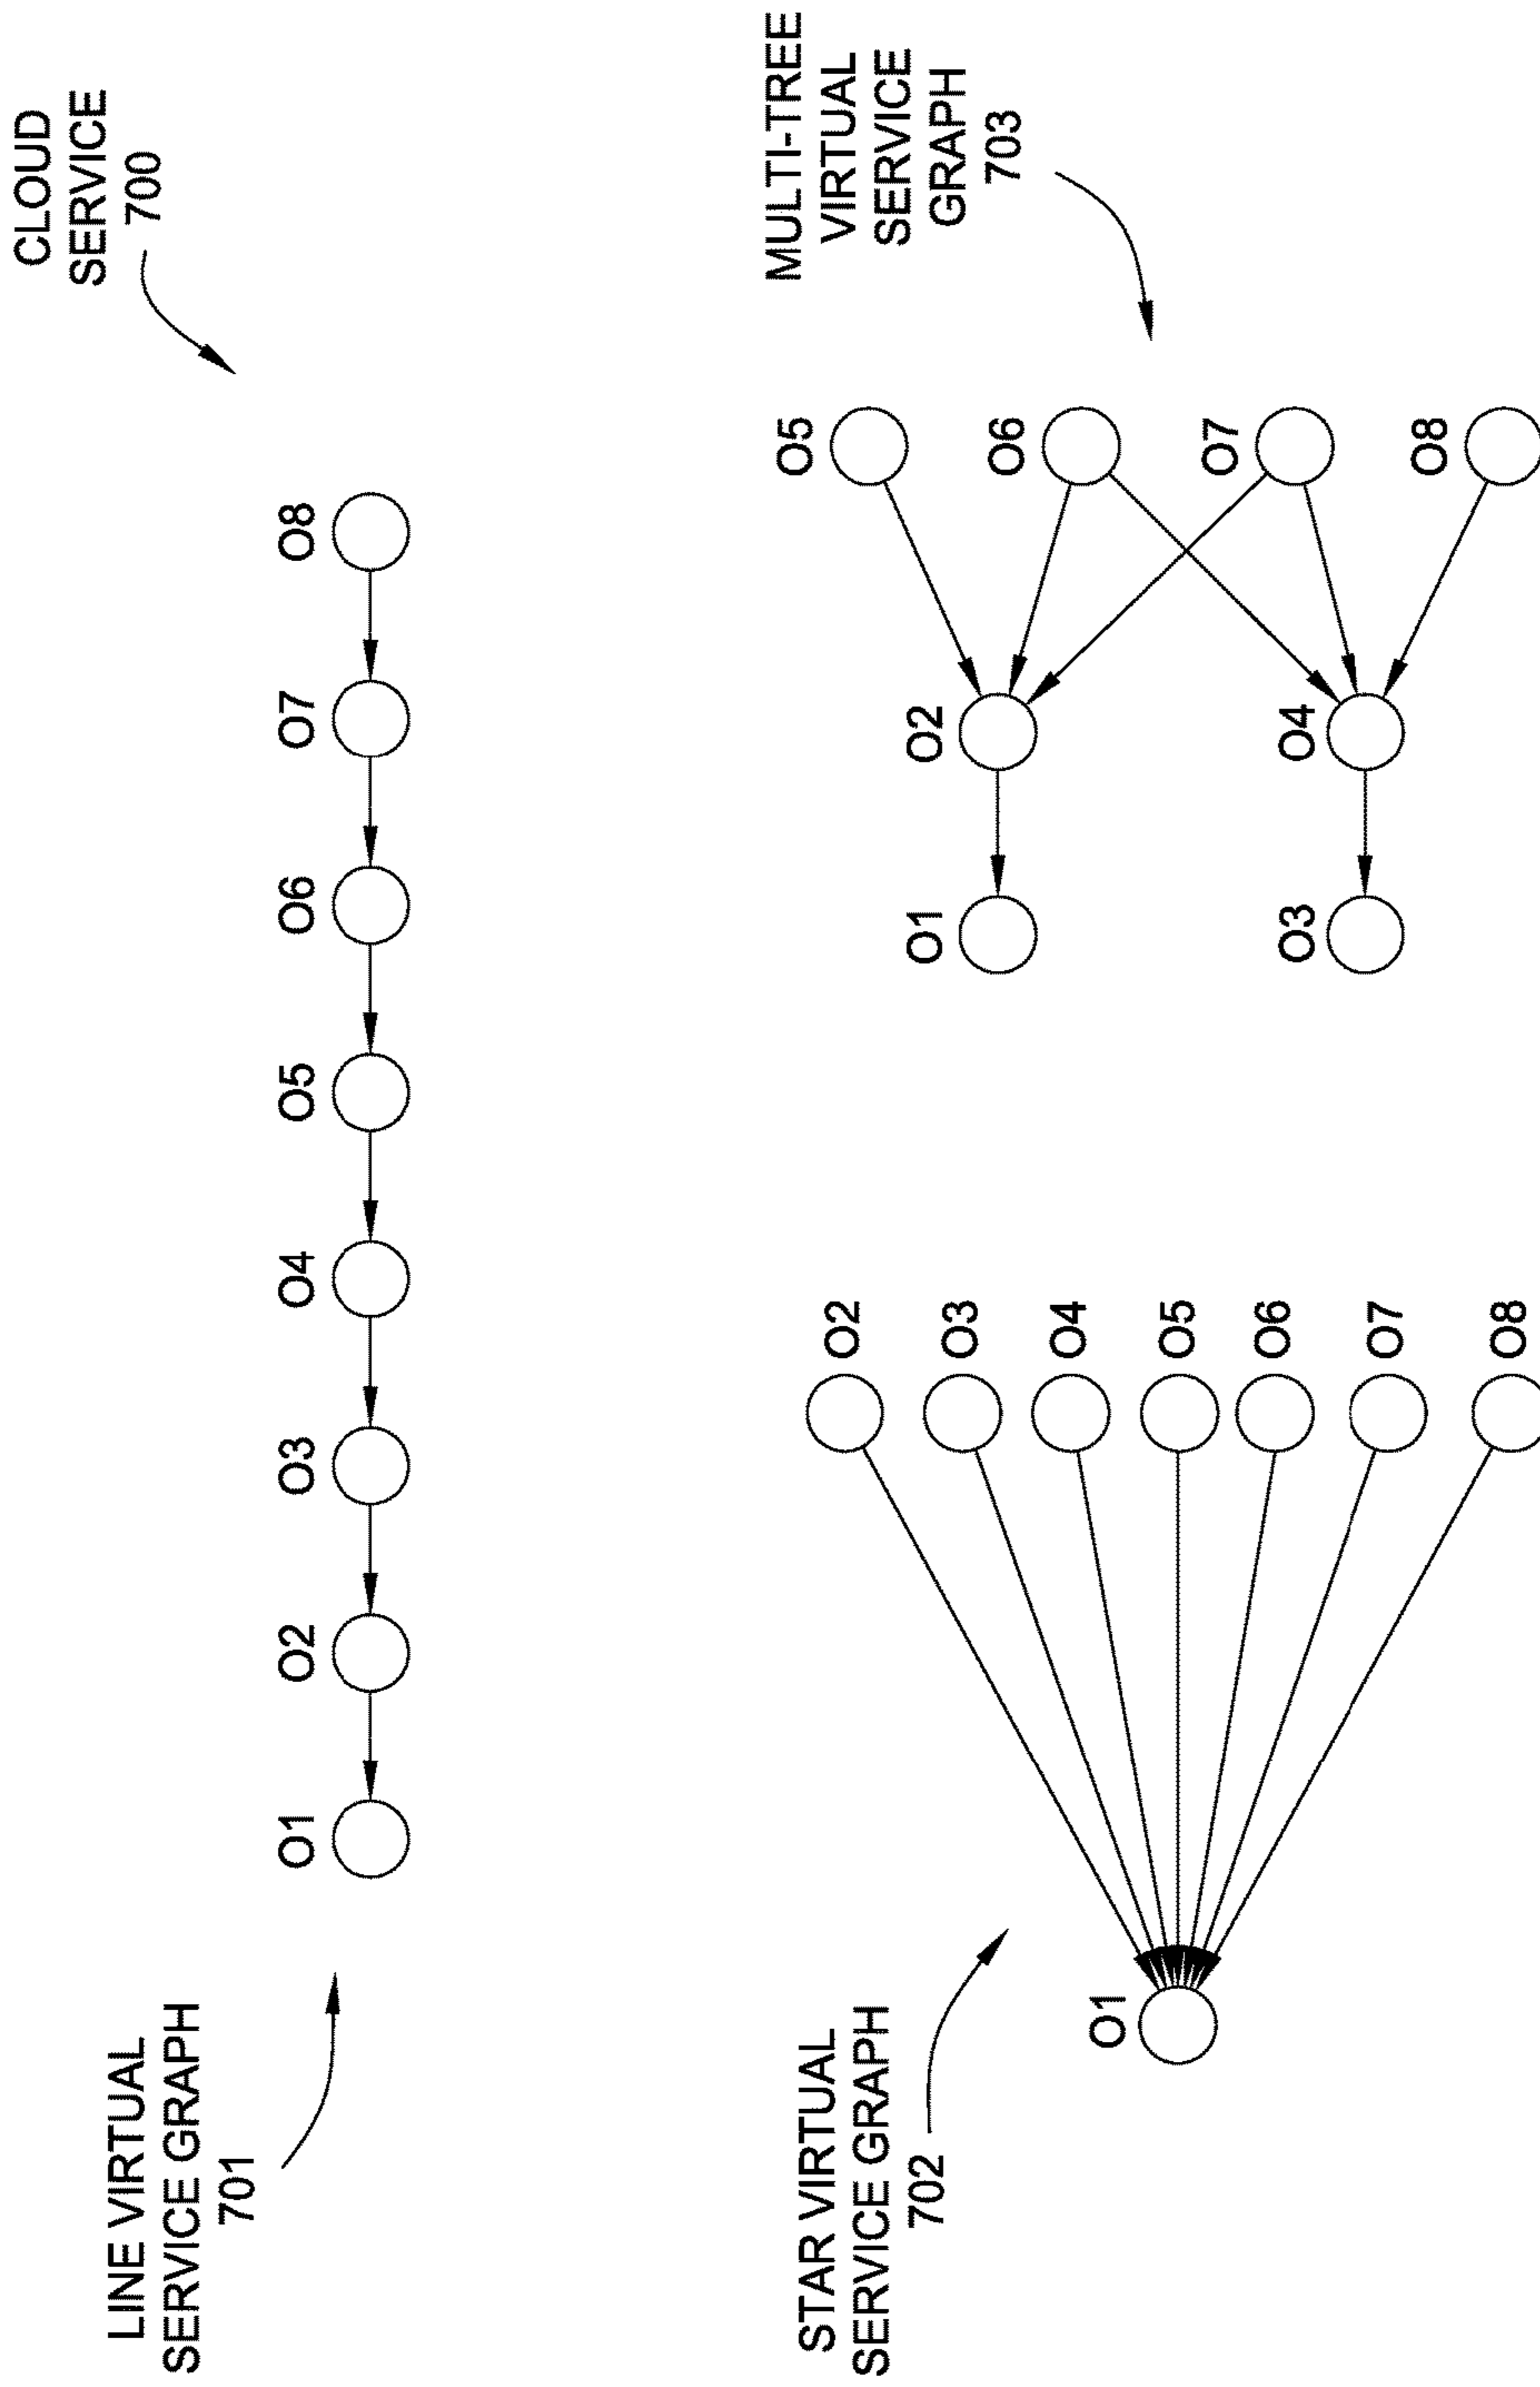 CLOUD
SERVICE
700
LINE VIRTUAL
SERVICE GRAPH
701
O1
O2
O3
O4
O5
O6
O7
O8
STAR VIRTUAL
SERVICE GRAPH
702
O1
O2
O3
O4
O5
O6
O7
O8
MULTI-TREE
VIRTUAL
SERVICE
GRAPH
703
O1
O2
O3
O4
O5
O6
O7
O8